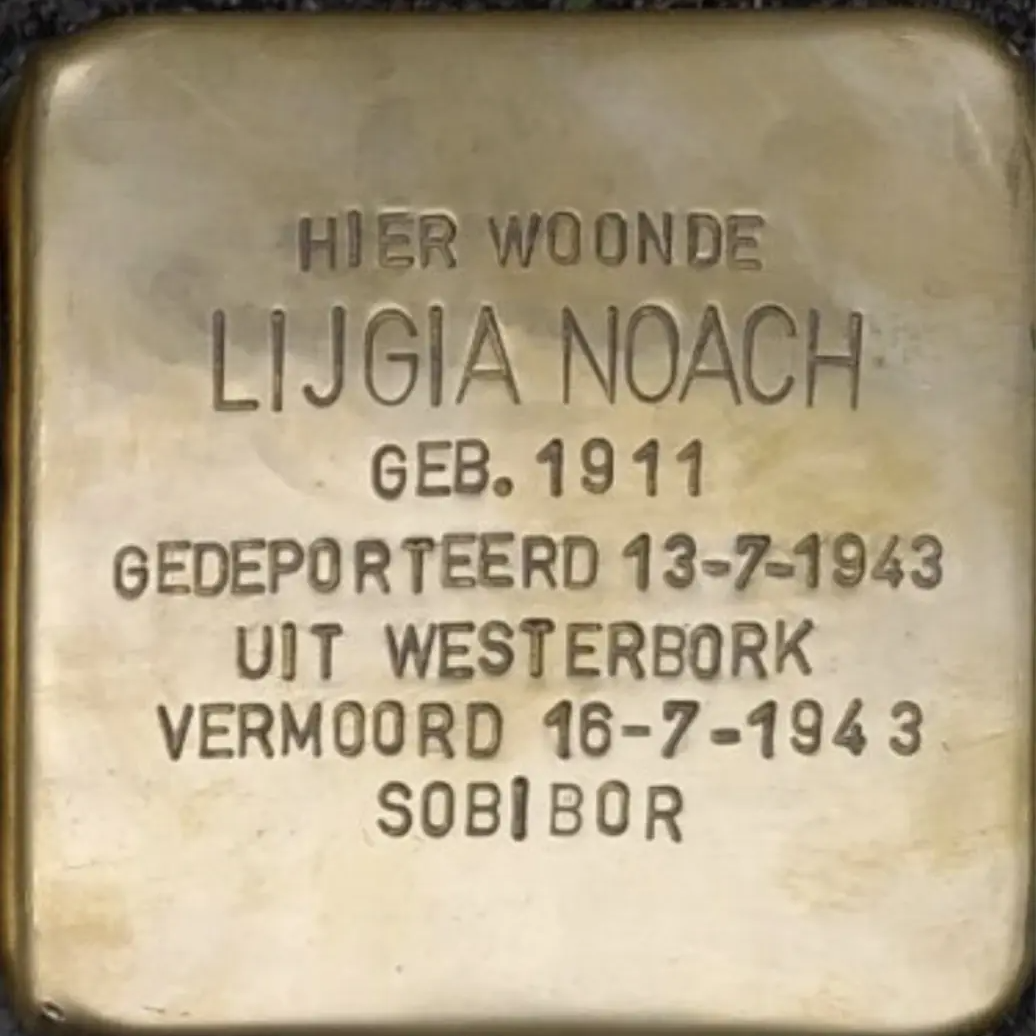 HIER WOONDE
LIJGIA NOACH
GEB. 1911
GEDEPORTEERD 13-7-1943
UIT WESTERBORK
VERMOORD 16-7-1943
SOBIBOR